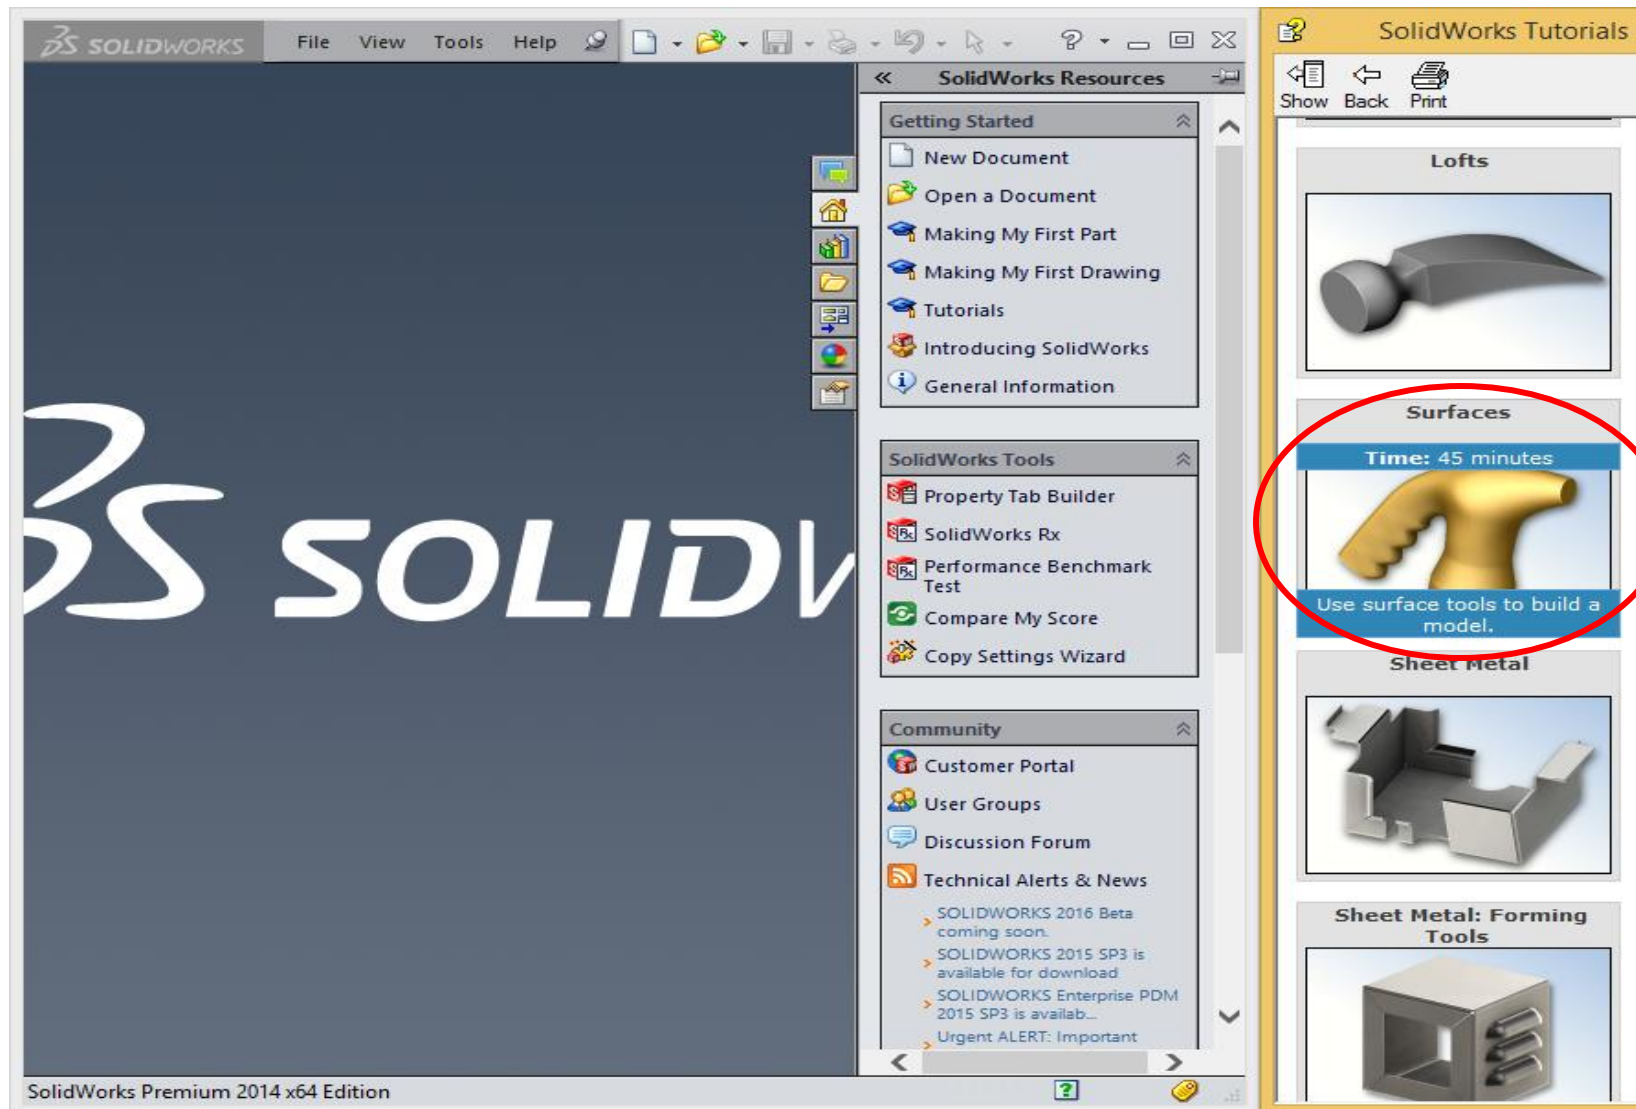 SOLIDWORKS File View Tools Help
SolidWorks Resources
Getting Started
New Document
Open a Document
Making My First Part
Making My First Drawing
Tutorials
Introducing SolidWorks
General Information
SolidWorks Tools
Property Tab Builder
SolidWorks Rx
Performance Benchmark
Test
Compare My Score
Copy Settings Wizard
Community
Customer Portal
User Groups
Discussion Forum
Technical Alerts & News
SOLIDWORKS 2016 Beta
coming soon.
SOLIDWORKS 2015 SP3 is
available for download
SOLIDWORKS Enterprise PDM
2015 SP3 is availab...
Urgent ALERT: Important
SOLIDW
SolidWorks Premium 2014 x64 Edition
SolidWorks Tutorials
Show Back Print
Lofts
Surfaces
Time: 45 minutes
Use surface tools to build a
model.
Sheet Metal
Sheet Metal: Forming
Tools